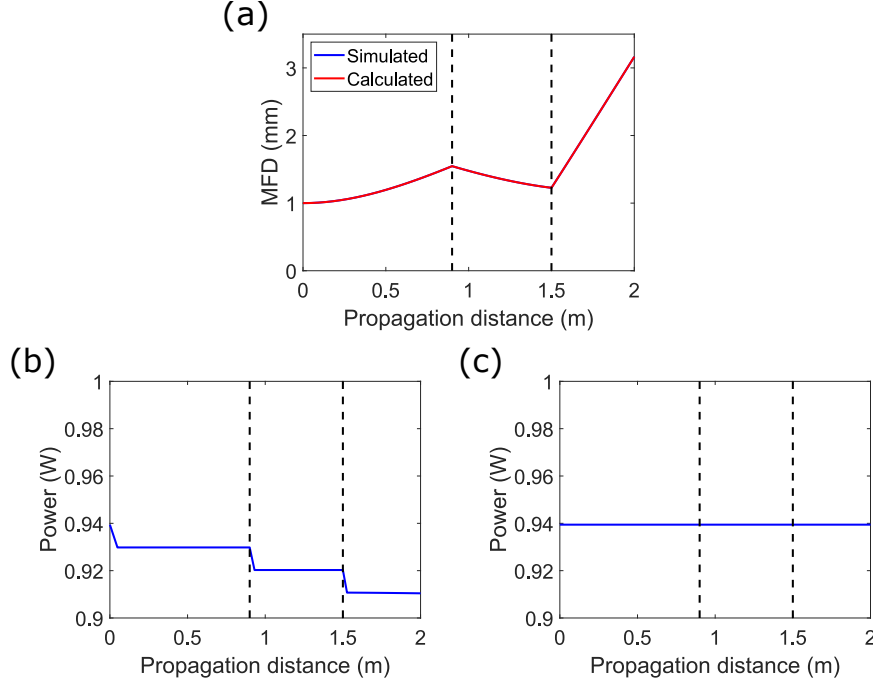 (a)
Simulated
Calculated
MFD (mm)
3
2
1
0
0 0.5 1 1.5 2
Propagation distance (m)
(b)
Power (W)
1
0.98
0.96
0.94
0.92
0.9
0 0.5 1 1.5 2
Propagation distance (m)
(c)
Power (W)
1
0.98
0.96
0.94
0.92
0.9
0 0.5 1 1.5 2
Propagation distance (m)